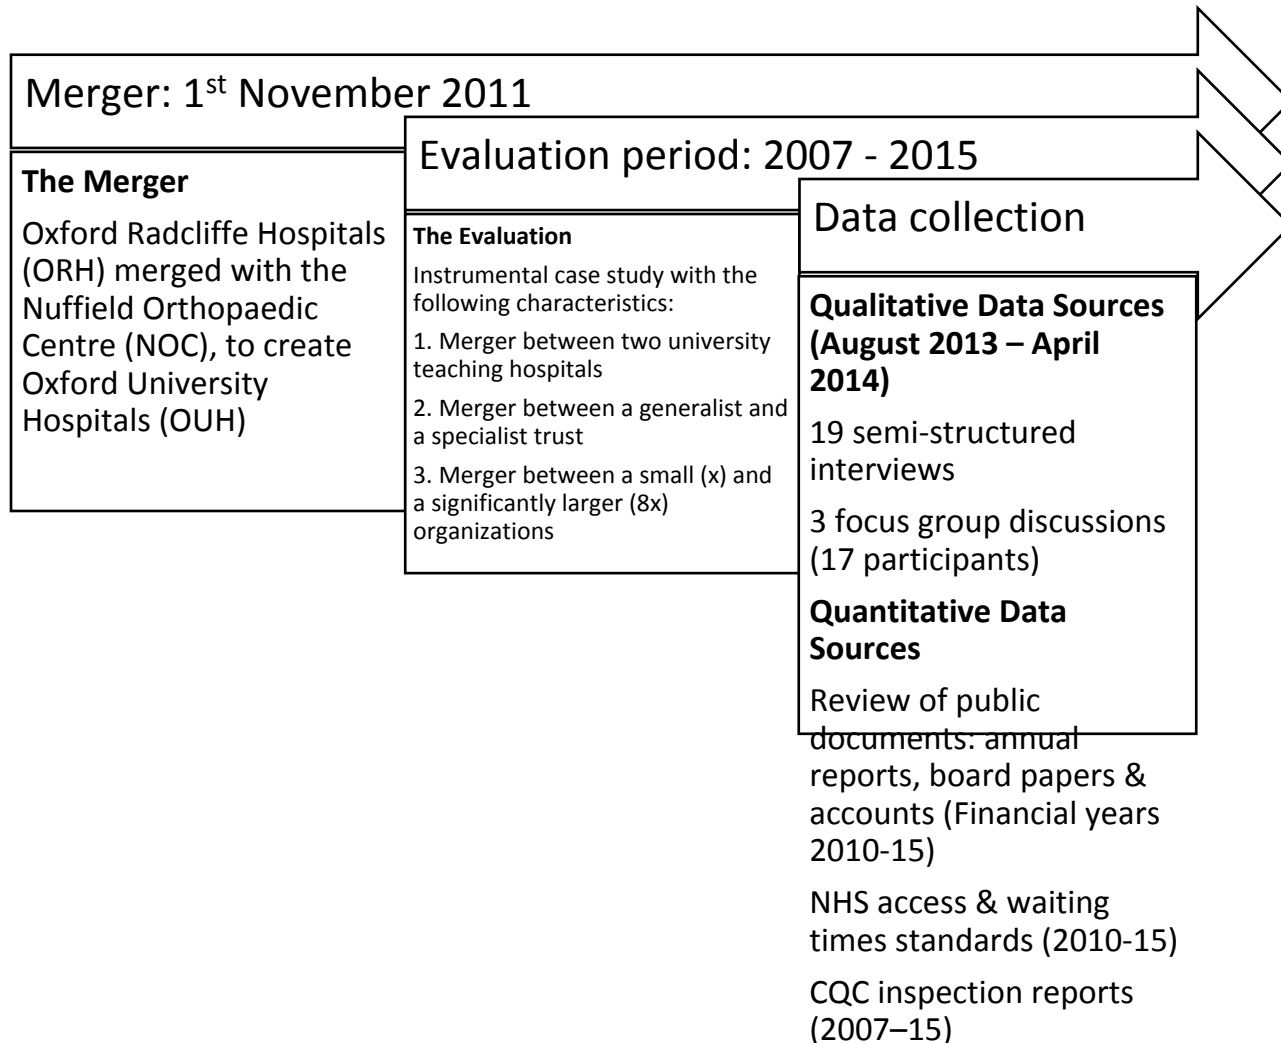 Merger: 1st November 2011
The Merger
Oxford Radcliffe Hospitals
(ORH) merged with the
Nuffield Orthopaedic
Centre (NOC), to create
Oxford University
Hospitals (OUH)
Evaluation period: 2007 - 2015
The Evaluation
Instrumental case study with the
following characteristics:
1. Merger between two university
teaching hospitals
2. Merger between a generalist and
a specialist trust
3. Merger between a small (x) and
a significantly larger (8x)
organizations
Data collection
Qualitative Data Sources
(August 2013 – April
2014)
19 semi-structured
interviews
3 focus group discussions
(17 participants)
Quantitative Data
Sources
Review of public
documents: annual
reports, board papers &
accounts (Financial years
2010-15)
NHS access & waiting
times standards (2010-15)
CQC inspection reports
(2007–15)